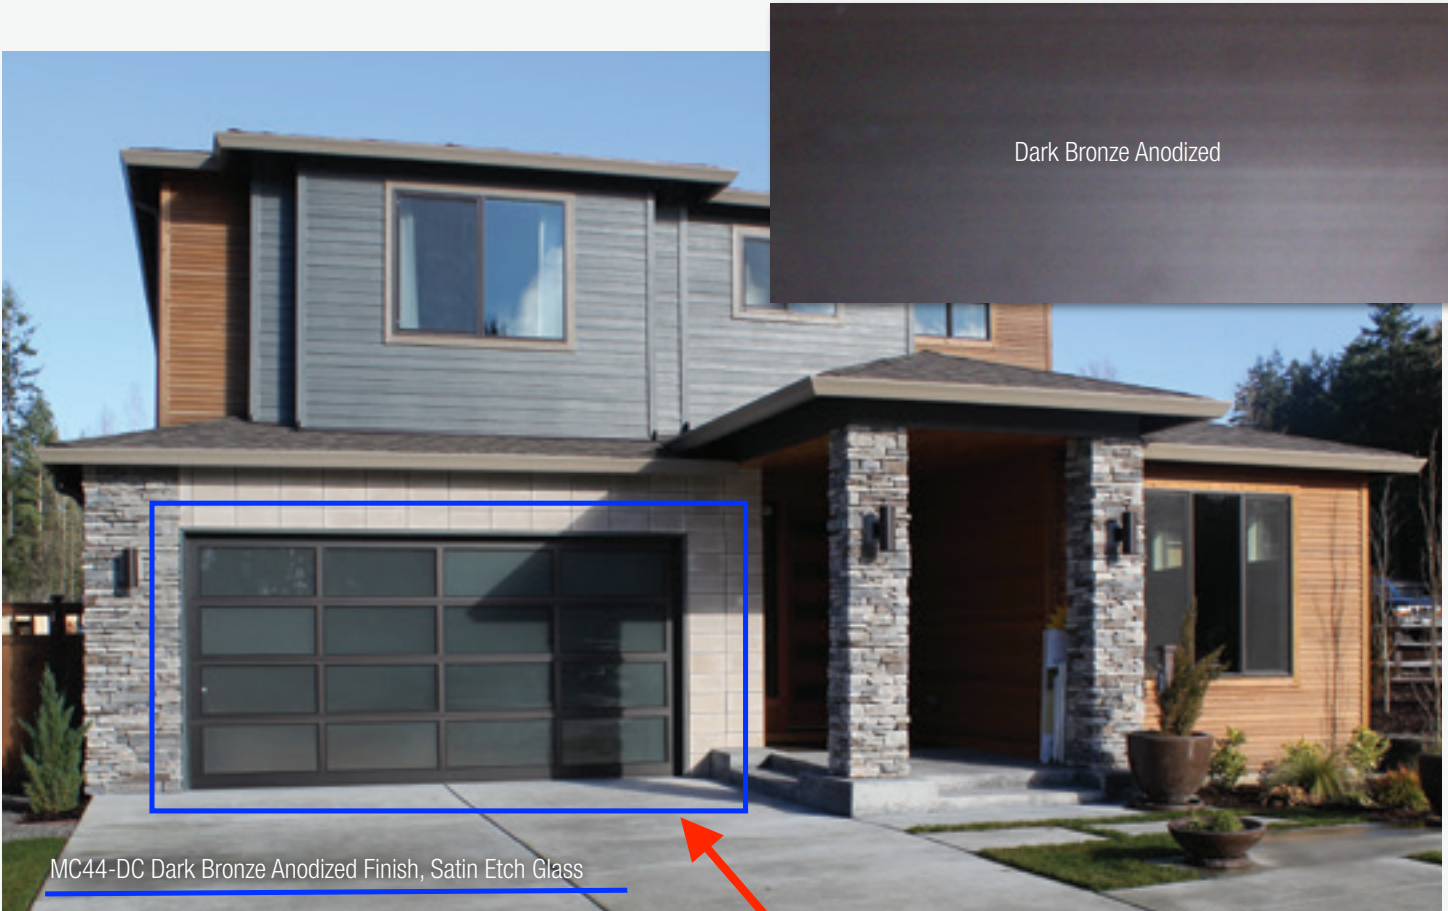 Dark Bronze Anodized
MC44-DC Dark Bronze Anodized Finish, Satin Etch Glass